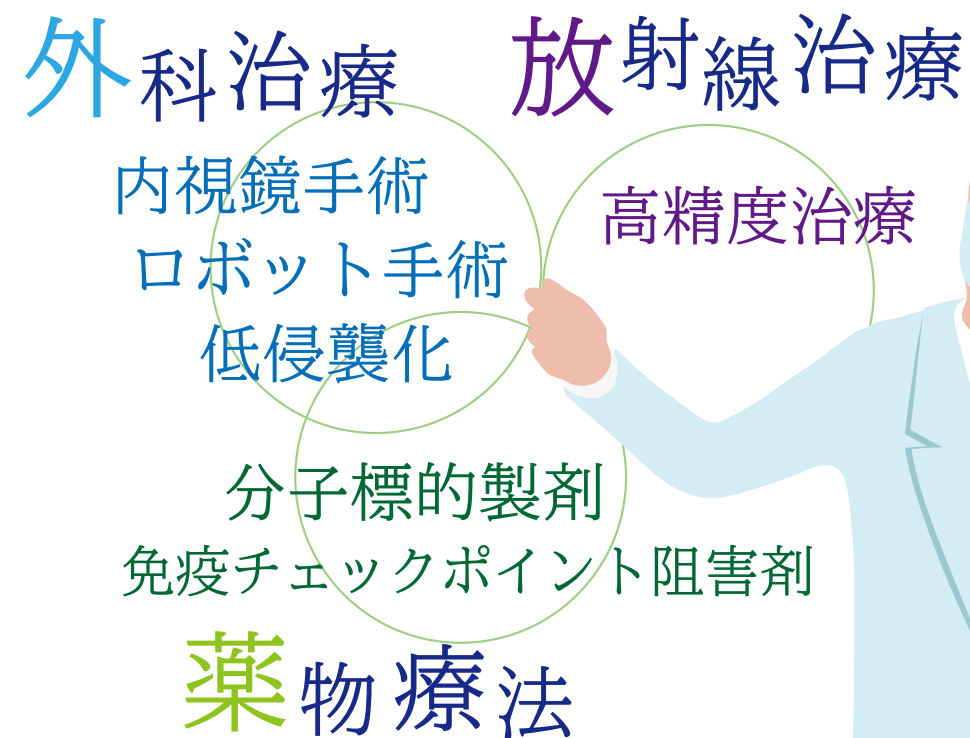 外科治療
放射線治療
内視鏡手術
ロボット手術
低侵襲化
高精度治療
分子標的製剤
免疫チェックポイント阻害剤
薬物療法